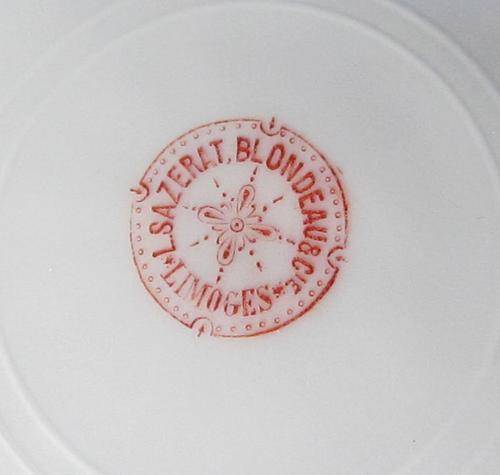 L. SAZERAT, BLONDEAU & CIE
LIMOGES